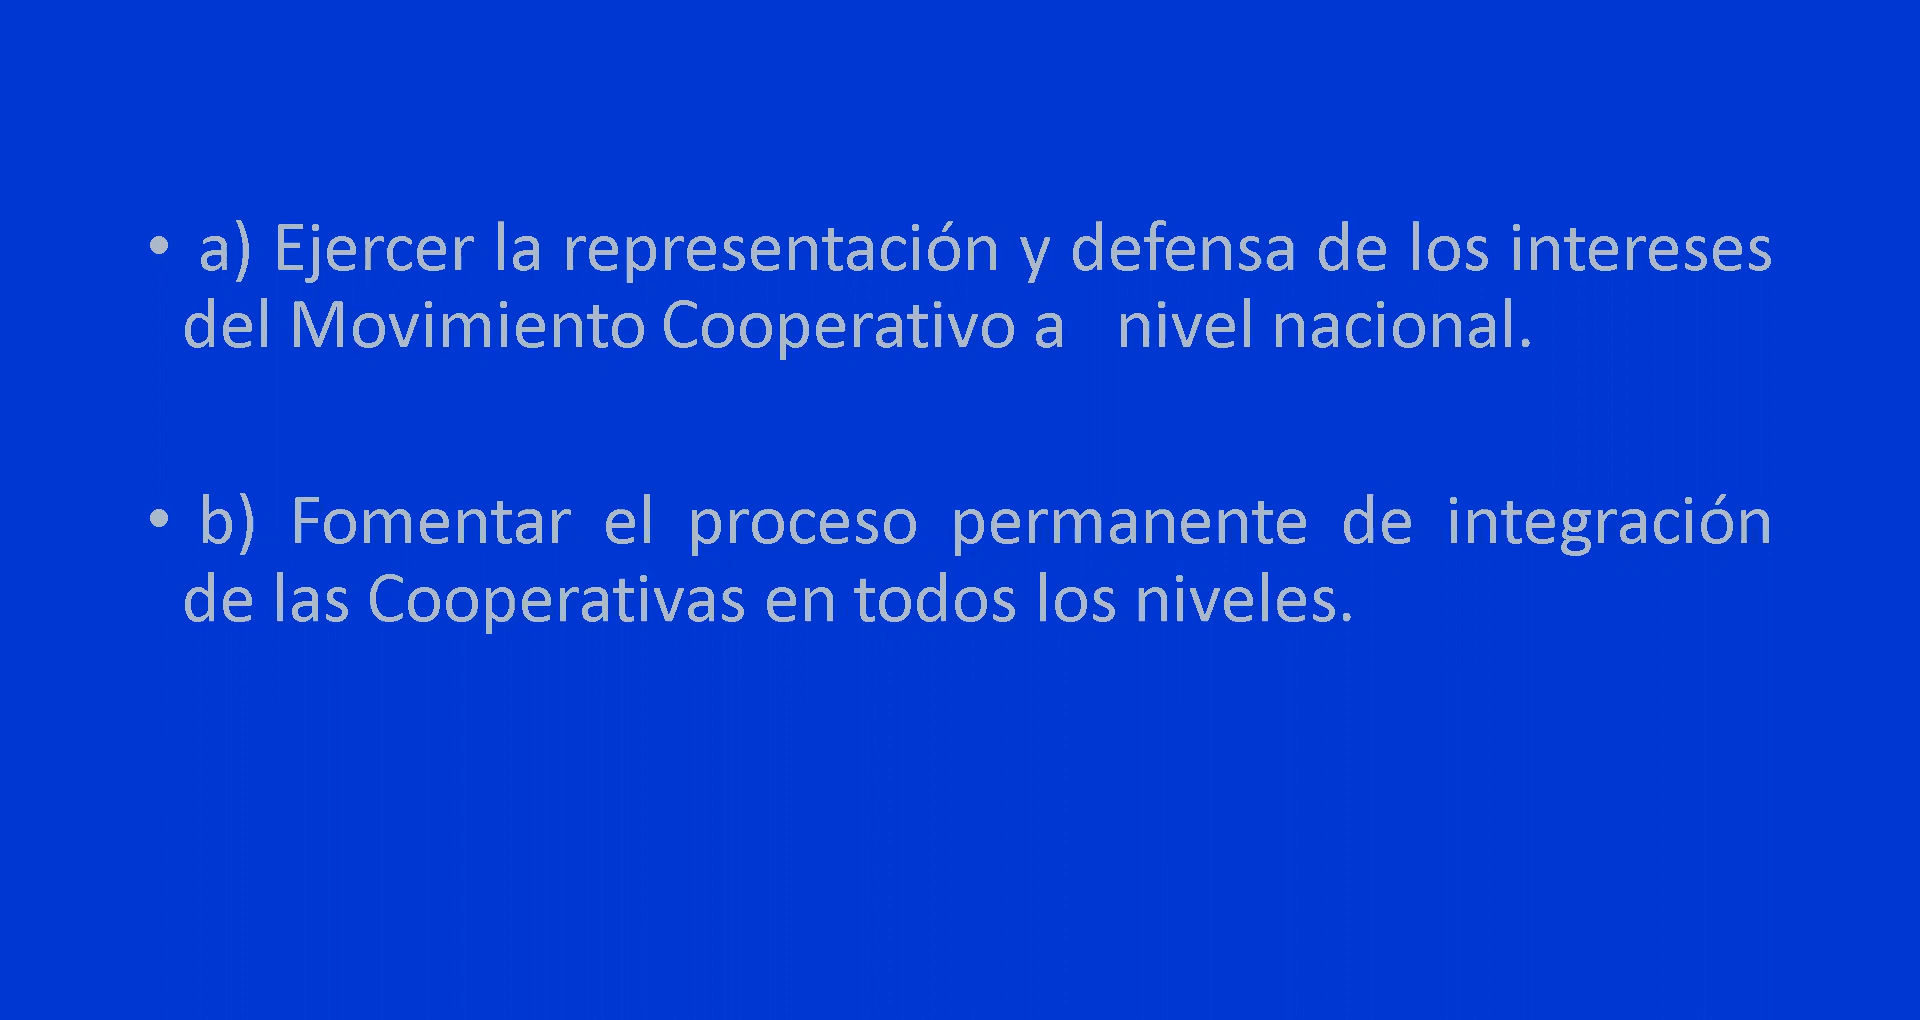 • a) Ejercer la representación y defensa de los intereses
del Movimiento Cooperativo a   nivel nacional.
• b) Fomentar el proceso permanente de integración
de las Cooperativas en todos los niveles.